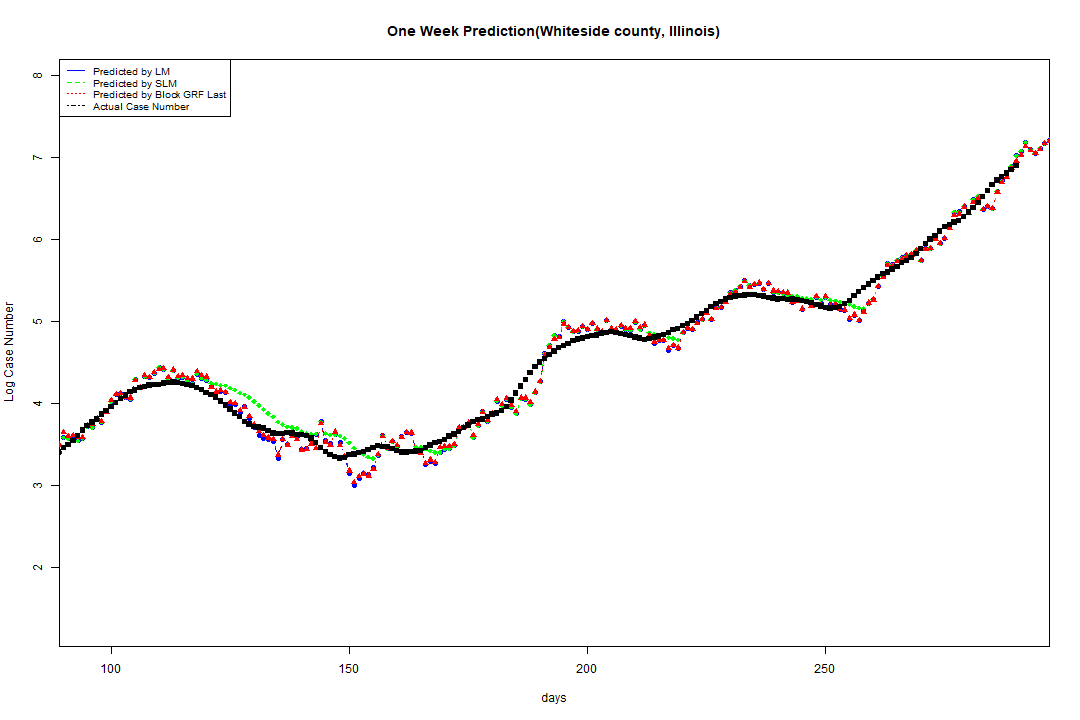 One Week Prediction(Whiteside county, Illinois)
Predicted by LM
Predicted by SLM
Predicted by Block GRF Last
Actual Case Number
8
7
6
5
4
3
2
Log Case Number
100 150 200 250
days